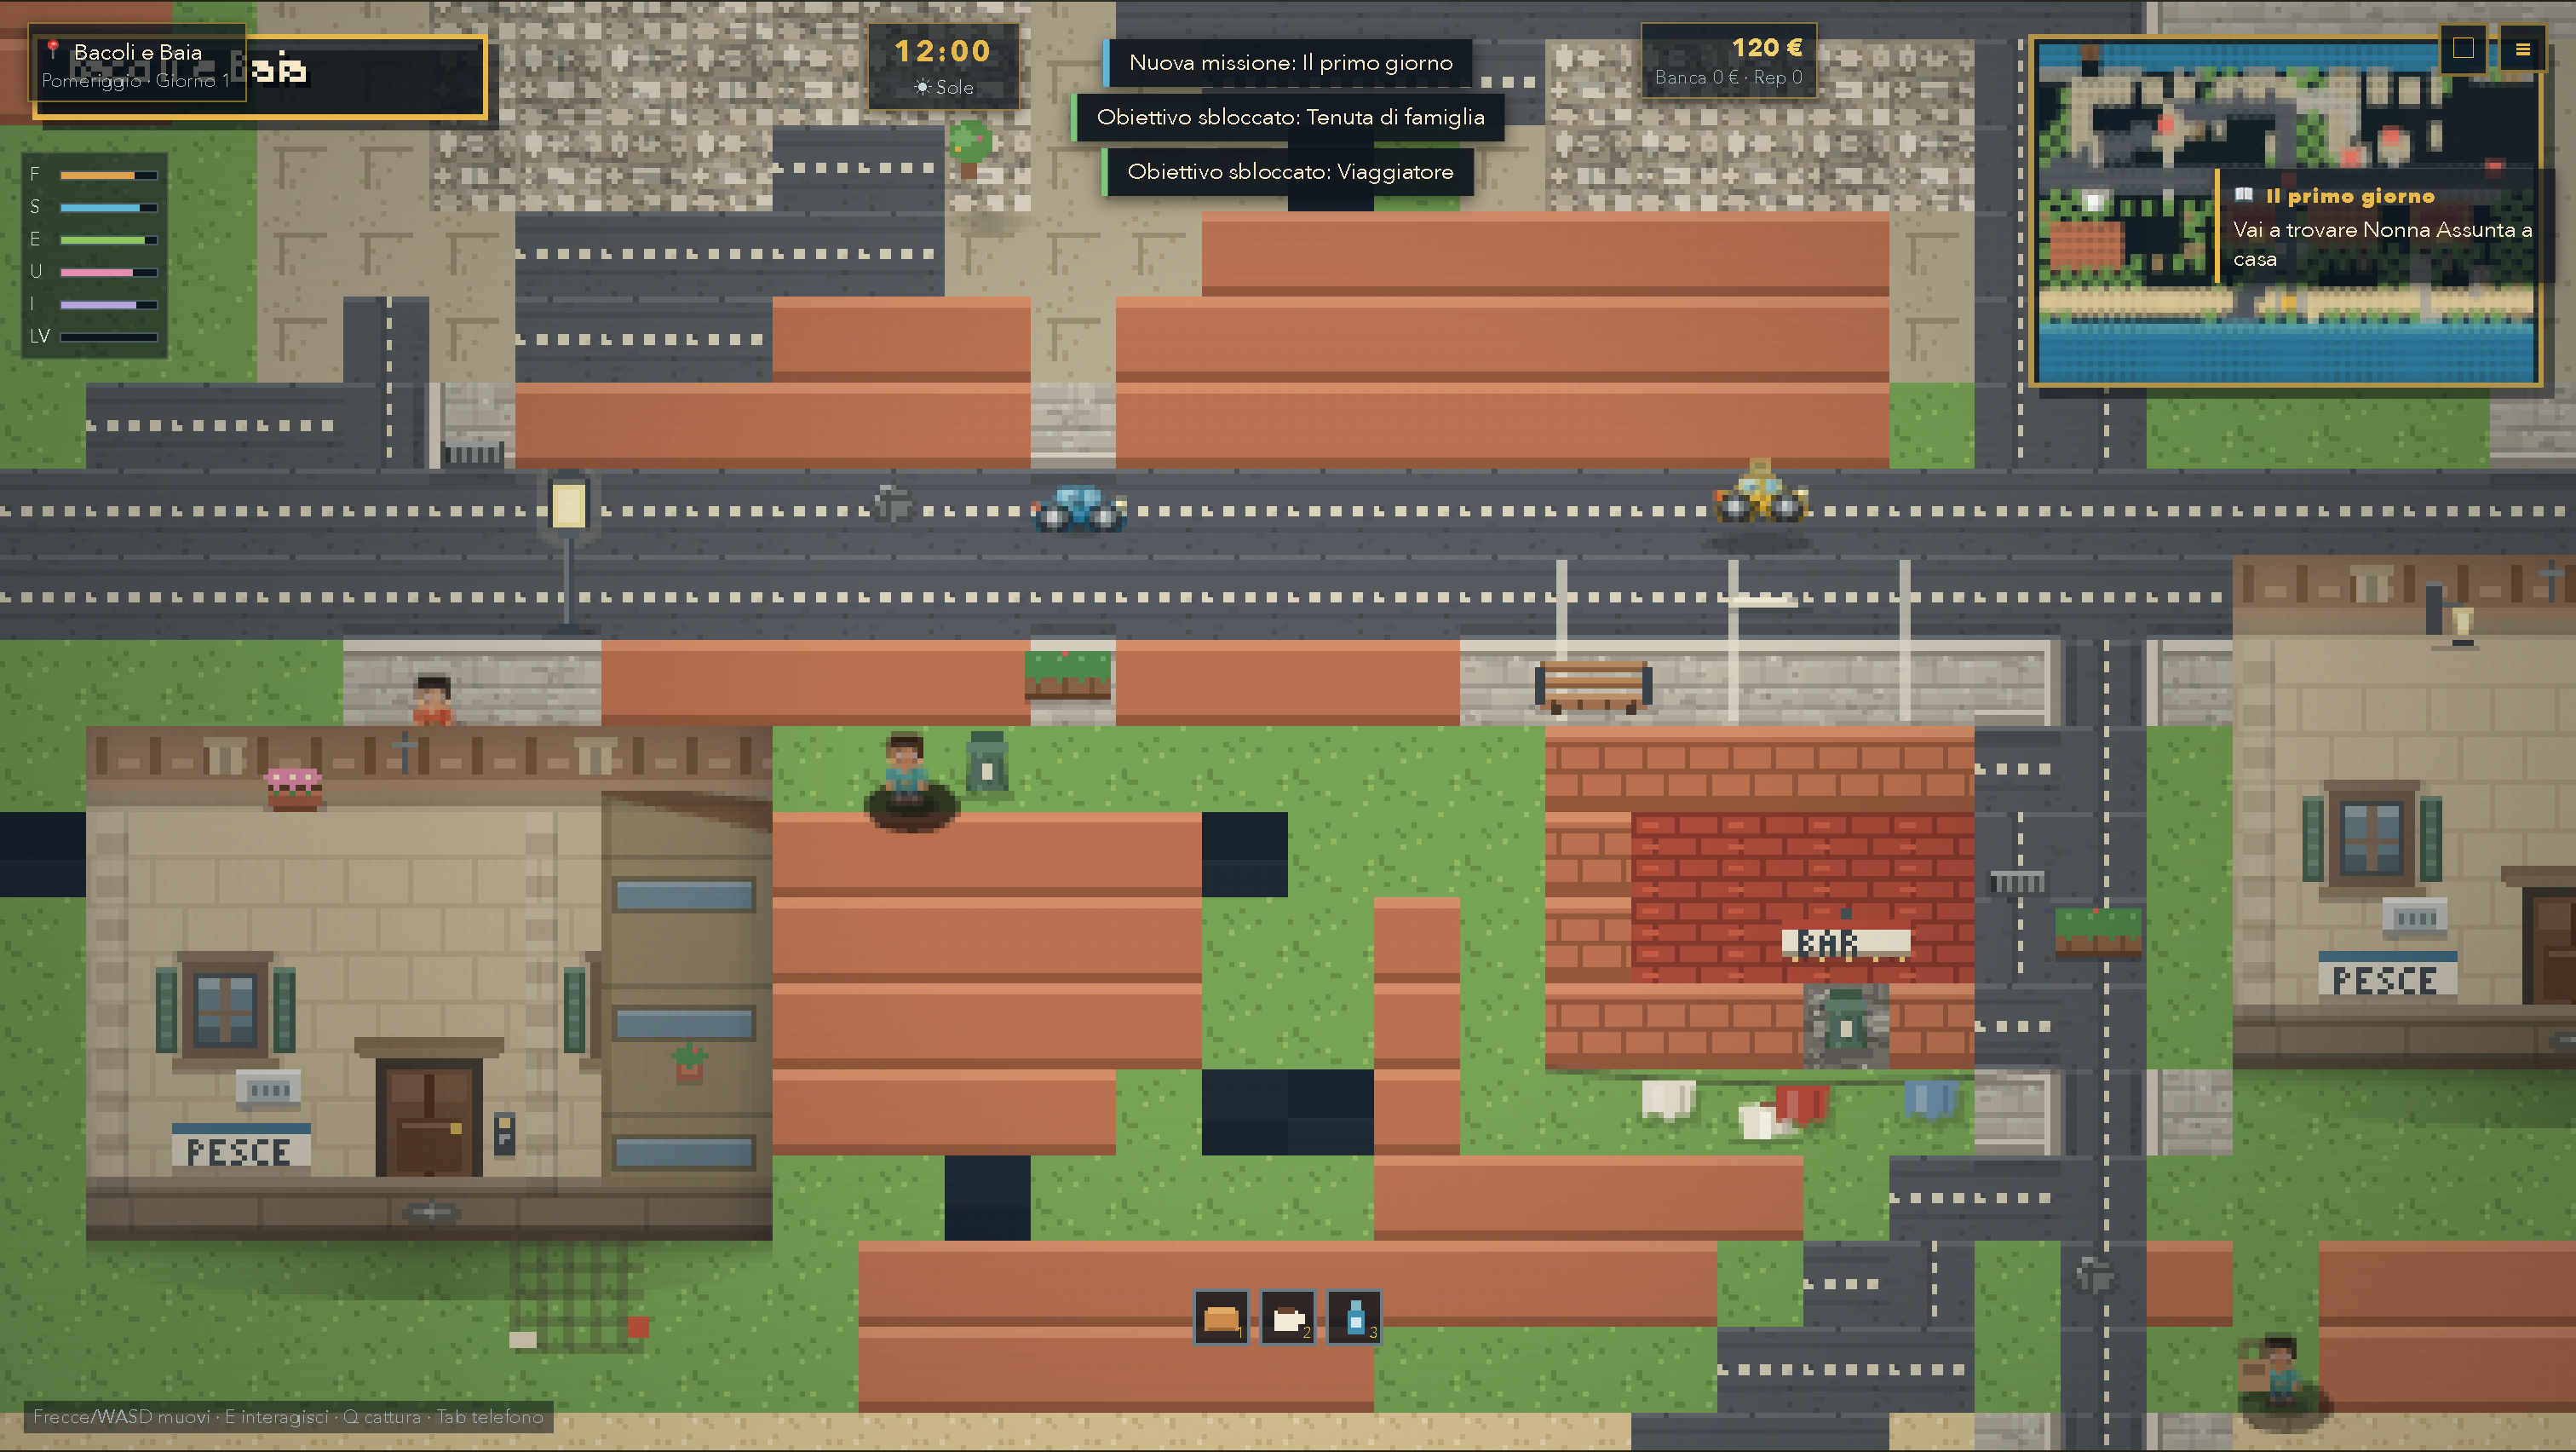 📍 Bacoli e Baia
Pomeriggio · Giorno 1
F
S
E
U
I
LV
12:00
☀ Sole
Nuova missione: Il primo giorno
Obiettivo sbloccato: Tenuta di famiglia
Obiettivo sbloccato: Viaggiatore
120 €
Banca 0 € · Rep 0
≡
📖 Il primo giorno
Vai a trovare Nonna Assunta a
casa
BAR
PESCE
PESCE
1
2
3
Frecce/WASD muovi · E interagisci · Q cattura · Tab telefono